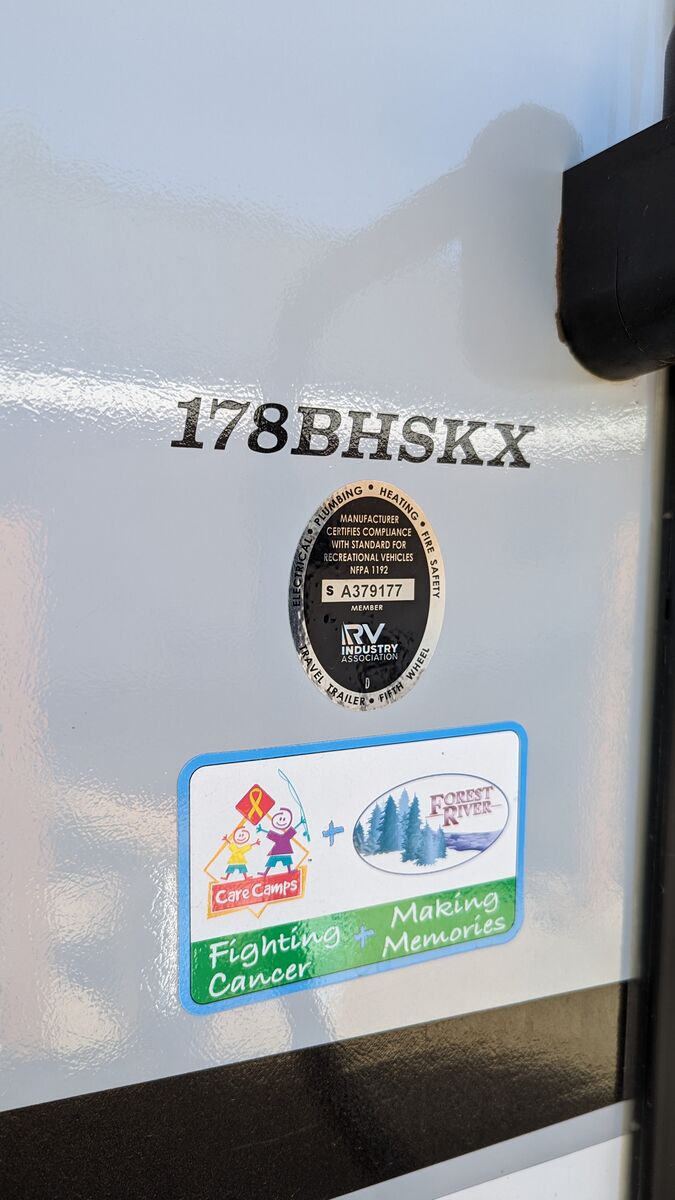 178BHSKX
ELECTRICAL • PLUMBING • HEATING • FIRE SAFETY
MANUFACTURER
CERTIFIES COMPLIANCE
WITH STANDARD FOR
RECREATIONAL VEHICLES
NFPA 1192
S A379177
MEMBER
RV
INDUSTRY
ASSOCIATION
D
TRAVEL TRAILER • FIFTH WHEEL
FOREST
RIVER
Care Camps™
+
Fighting
Cancer
+
Making
Memories